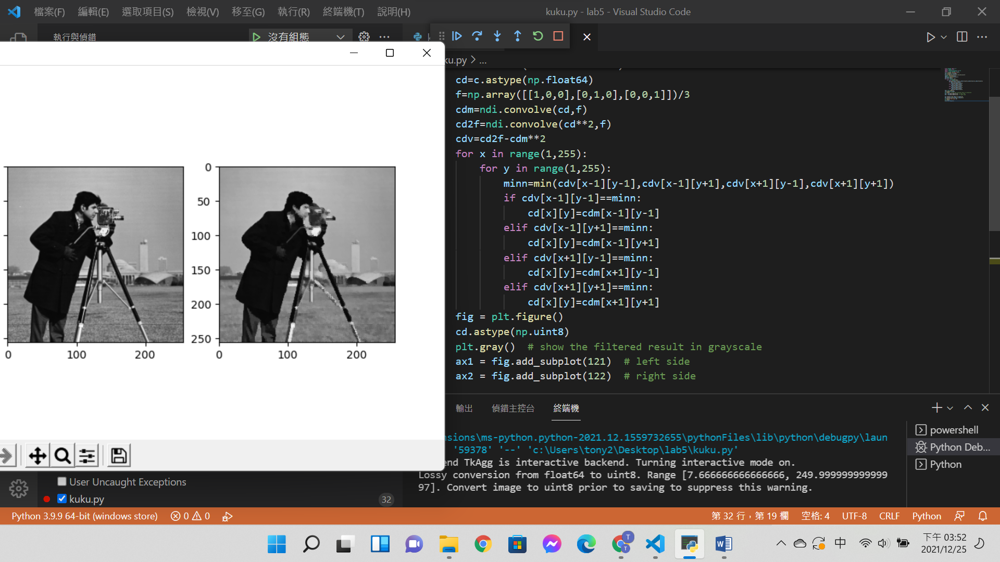 檔案(F) 編輯(E) 選取項目(S) 檢視(V) 移至(G) 執行(R) 終端機(T) 說明(H) kuku.py - lab5 - Visual Studio Code
執行與偵錯 沒有組態
ku.py > ...
cd=c.astype(np.float64)
f=np.array([[1,0,0],[0,1,0],[0,0,1]])/3
cdm=ndi.convolve(cd,f)
cd2f=ndi.convolve(cd**2,f)
cdv=cd2f-cdm**2
for x in range(1,255):
for y in range(1,255):
minn=min(cdv[x-1][y-1],cdv[x-1][y+1],cdv[x+1][y-1],cdv[x+1][y+1])
if cdv[x-1][y-1]==minn:
cd[x][y]=cdm[x-1][y-1]
elif cdv[x-1][y+1]==minn:
cd[x][y]=cdm[x-1][y+1]
elif cdv[x+1][y-1]==minn:
cd[x][y]=cdm[x+1][y-1]
elif cdv[x+1][y+1]==minn:
cd[x][y]=cdm[x+1][y+1]
fig = plt.figure()
cd.astype(np.uint8)
plt.gray()  # show the filtered result in grayscale
ax1 = fig.add_subplot(121)  # left side
ax2 = fig.add_subplot(122)  # right side
0
50
100
150
200
250
0 100 200 0 100 200
輸出 偵錯主控台 終端機
nsions\ms-python.python-2021.12.1559732655\pythonFiles\lib\python\debugpy\laun
'59378' '--' 'c:\Users\tony2\Desktop\lab5\kuku.py'
end TkAgg is interactive backend. Turning interactive mode on.
Lossy conversion from float64 to uint8. Range [7.666666666666666, 249.999999999999
97]. Convert image to uint8 prior to saving to suppress this warning.
powershell
Python Deb...
Python
User Uncaught Exceptions
kuku.py 32
Python 3.9.9 64-bit (windows store) 0 0 第 32 行，第 19 欄 空格: 4 UTF-8 CRLF Python
中 下午 03:52
2021/12/25